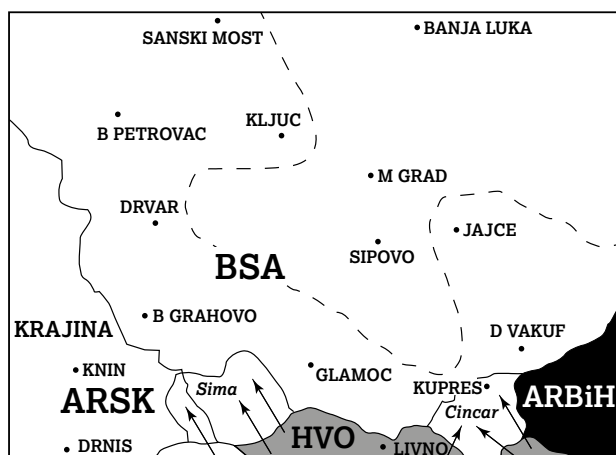 SANSKI MOST
BANJA LUKA
B PETROVAC
KLJUC
M GRAD
DRVAR
JAJCE
SIPOVO
BSA
B GRAHOVO
KRAJINA
D VAKUF
KNIN
GLAMOC
Sima
KUPRES
ARBiH
ARSK
Cincar
HVO
DRNIS
LIVNO